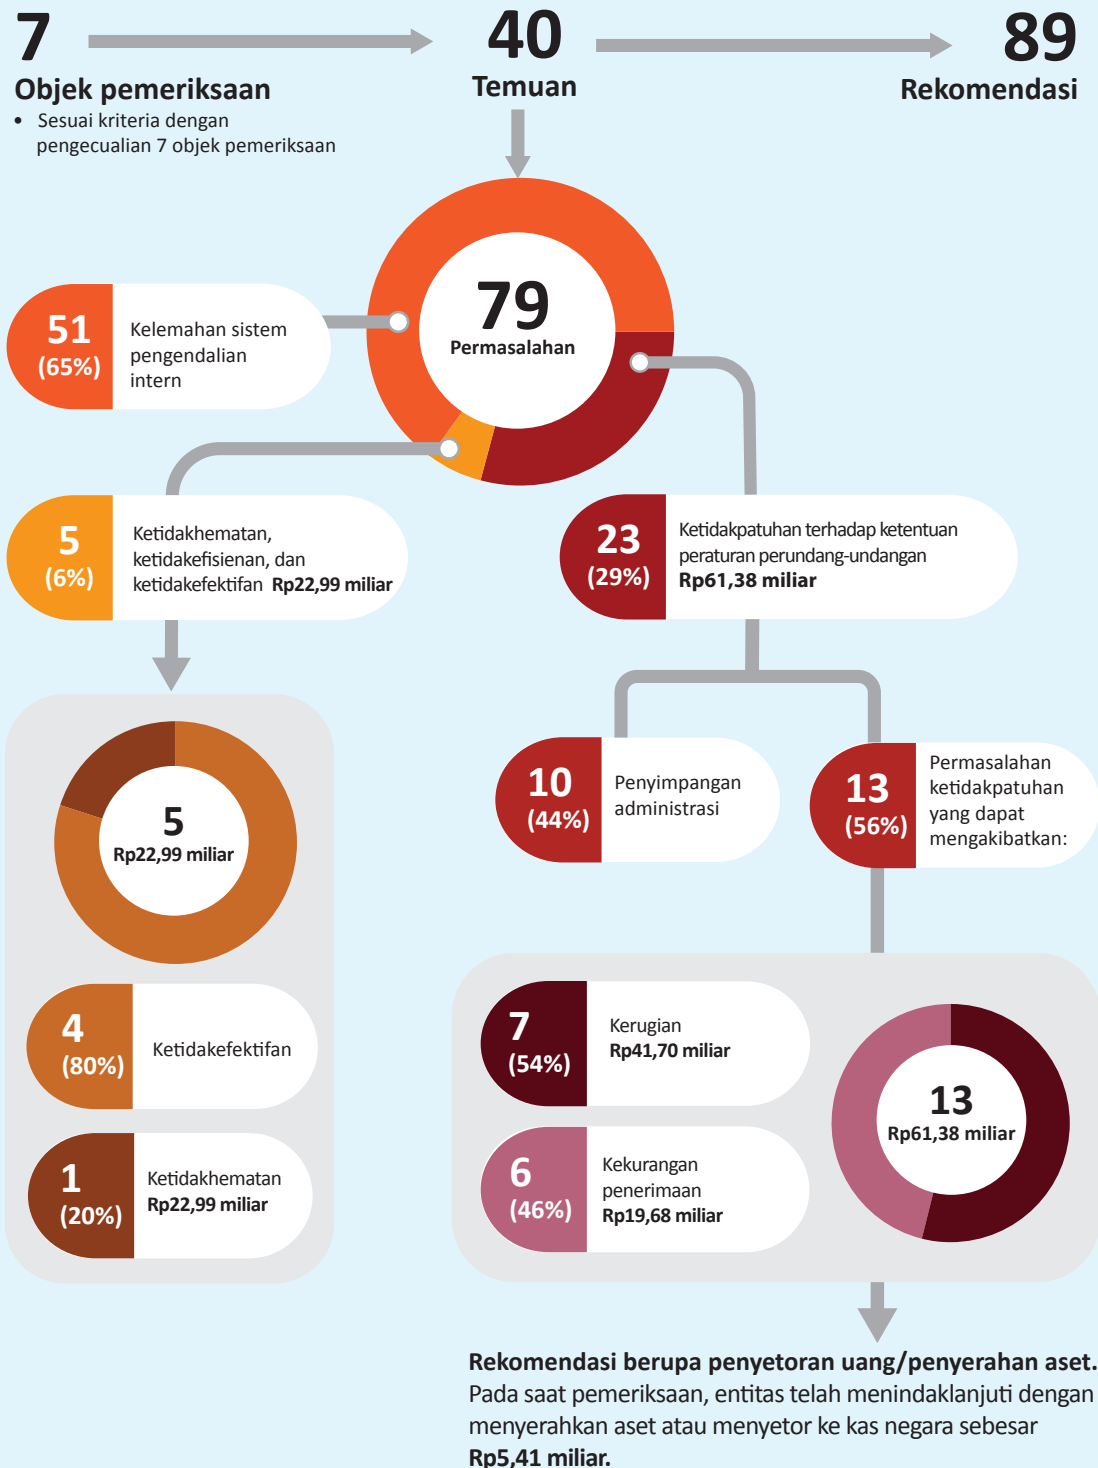 7
Objek pemeriksaan
• Sesuai kriteria dengan
pengecualian 7 objek pemeriksaan
40
Temuan
89
Rekomendasi
79
Permasalahan
51
(65%)
Kelemahan sistem
pengendalian
intern
5
(6%)
Ketidakhematan,
ketidakefisienan, dan
ketidakefektifan Rp22,99 miliar
23
(29%)
Ketidakpatuhan terhadap ketentuan
peraturan perundang-undangan
Rp61,38 miliar
5
Rp22,99 miliar
4
(80%)
Ketidakefektifan
1
(20%)
Ketidakhematan
Rp22,99 miliar
10
(44%)
Penyimpangan
administrasi
13
(56%)
Permasalahan
ketidakpatuhan
yang dapat
mengakibatkan:
7
(54%)
Kerugian
Rp41,70 miliar
6
(46%)
Kekurangan
penerimaan
Rp19,68 miliar
13
Rp61,38 miliar
Rekomendasi berupa penyetoran uang/penyerahan aset.
Pada saat pemeriksaan, entitas telah menindaklanjuti dengan
menyerahkan aset atau menyetor ke kas negara sebesar
Rp5,41 miliar.